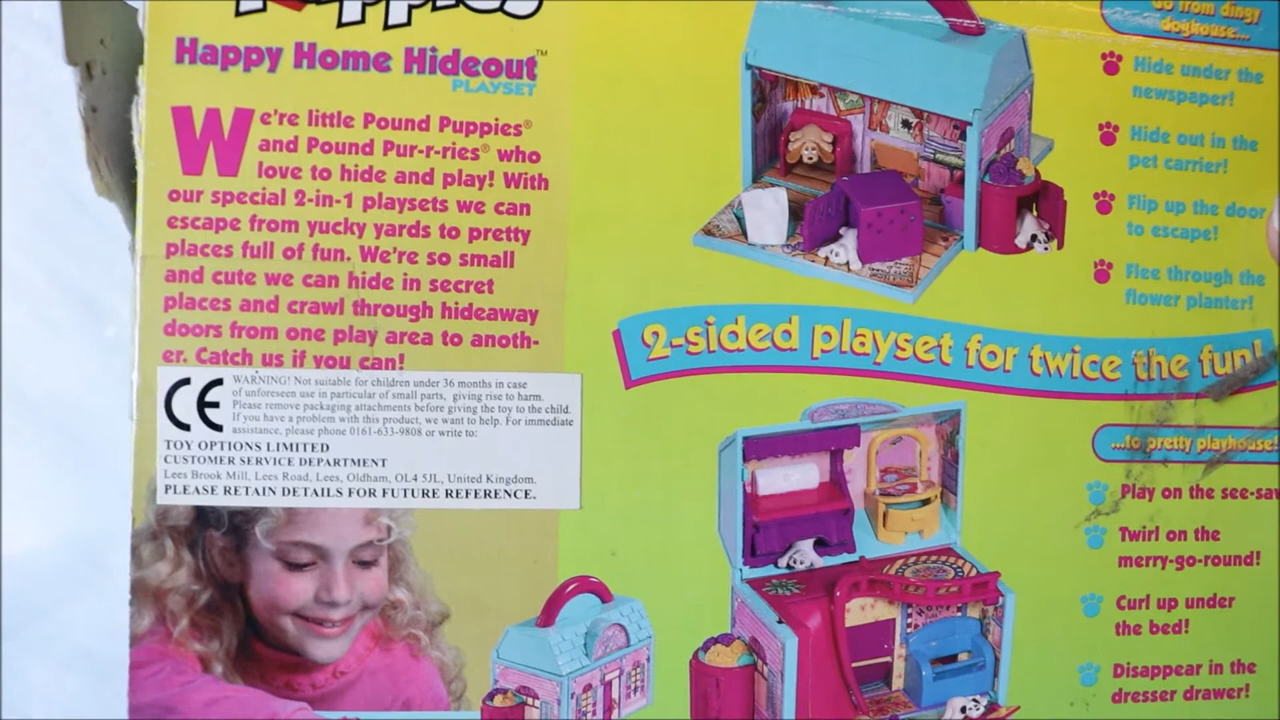 Puppies
Happy Home Hideout™
PLAYSET
We're little Pound Puppies®
and Pound Pur-r-ries® who
love to hide and play! With
our special 2-in-1 playsets we can
escape from yucky yards to pretty
places full of fun. We're so small
and cute we can hide in secret
places and crawl through hideaway
doors from one play area to anoth-
er. Catch us if you can!
CE
WARNING! Not suitable for children under 36 months in case
of unforeseen use in particular of small parts, giving rise to harm.
Please remove packaging attachments before giving the toy to the child.
If you have a problem with this product, we want to help. For immediate
assistance, please phone 0161-633-9808 or write to:
TOY OPTIONS LIMITED
CUSTOMER SERVICE DEPARTMENT
Lees Brook Mill, Lees Road, Lees, Oldham, OL4 5JL, United Kingdom.
PLEASE RETAIN DETAILS FOR FUTURE REFERENCE.
Go from dingy
doghouse...
Hide under the
newspaper!
Hide out in the
pet carrier!
Flip up the door
to escape!
Flee through the
flower planter!
2-sided playset for twice the fun!
...to pretty playhouse!
Play on the see-saw
Twirl on the
merry-go-round!
Curl up under
the bed!
Disappear in the
dresser drawer!